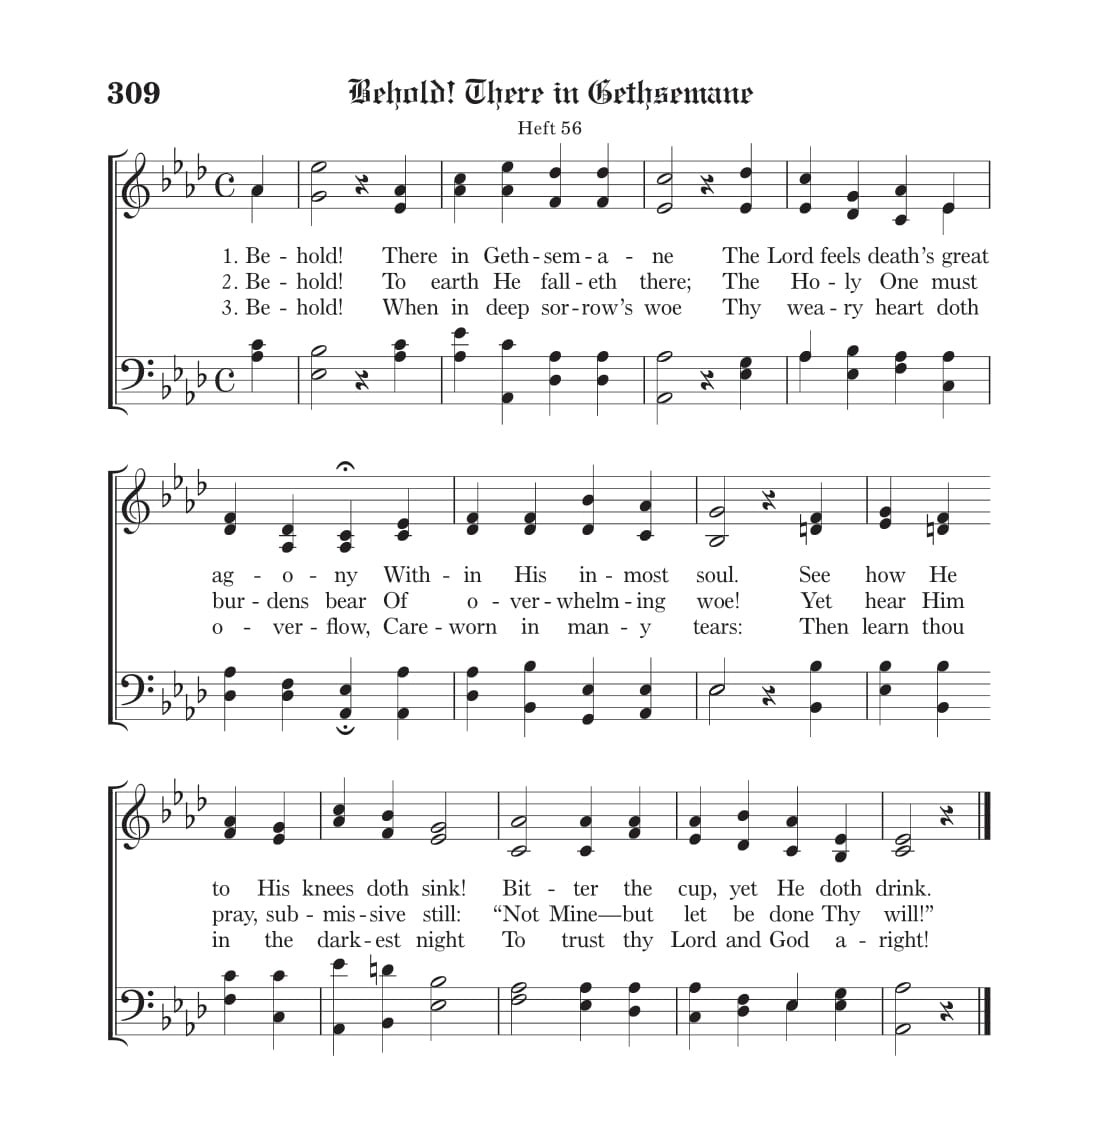 309 Behold! There in Gethsemane
Heft 56
1. Be - hold! There in Geth - sem - a - ne The Lord feels death’s great
2. Be - hold! To earth He fall - eth there; The Ho - ly One must
3. Be - hold! When in deep sor - row’s woe Thy wea - ry heart doth
ag - o - ny With - in His in - most soul. See how He
bur - dens bear Of o - ver - whelm - ing woe! Yet hear Him
o - ver - flow, Care - worn in man - y tears: Then learn thou
to His knees doth sink! Bit - ter the cup, yet He doth drink.
pray, sub - mis - sive still: “Not Mine—but let be done Thy will!”
in the dark - est night To trust thy Lord and God a - right!